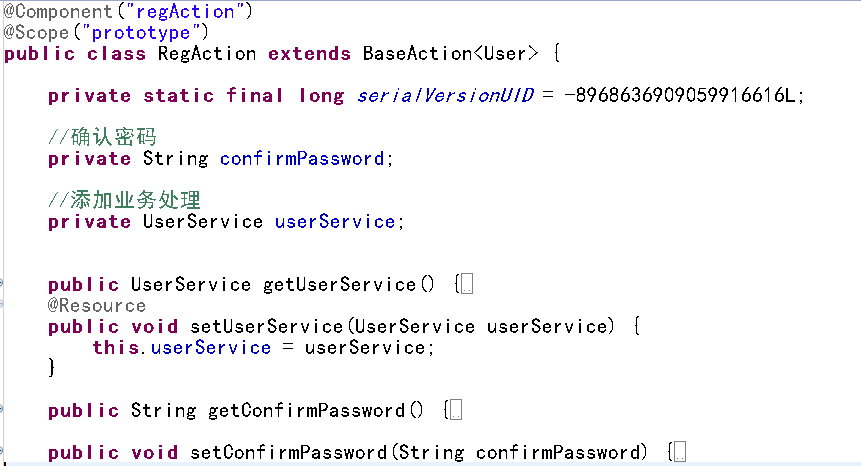 @Component("regAction")
@Scope("prototype")
public class RegAction extends BaseAction<User> {
private static final long serialVersionUID = -8968636909059916616L;
//确认密码
private String confirmPassword;
//添加业务处理
private UserService userService;
public UserService getUserService() {..
@Resource
public void setUserService(UserService userService) {
this.userService = userService;
}
public String getConfirmPassword() {..
public void setConfirmPassword(String confirmPassword) {..